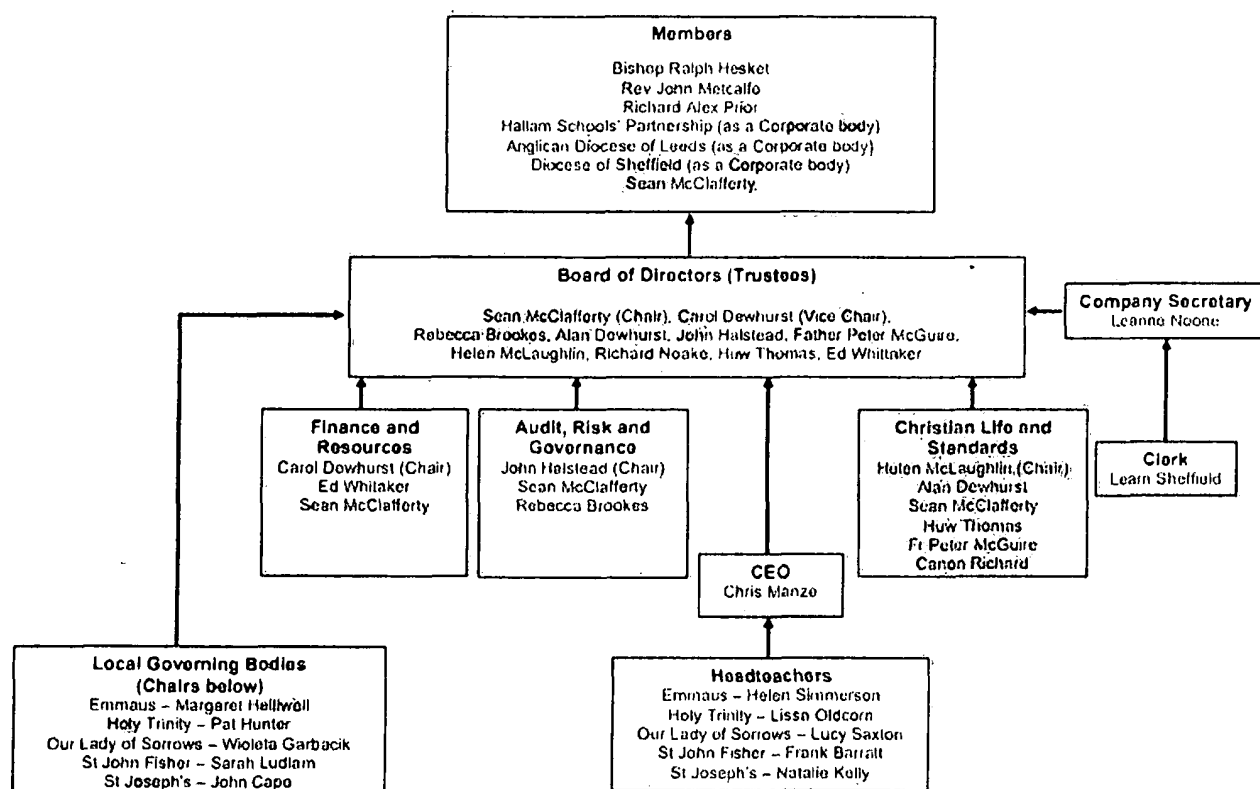 Members
Bishop Ralph Hesket
Rev John Metcalfe
Richard Alex Prior
Hallam Schools' Partnership (as a Corporate body)
Anglican Diocese of Leeds (as a Corporate body)
Diocese of Sheffield (as a Corporate body)
Sean McClafferty
Board of Directors (Trustees)
Sean McClafferty (Chair), Carol Dewhurst (Vice Chair),
Rebecca Brookes, Alan Dewhurst, John Halstead, Father Peter McGuire,
Helen McLaughlin, Richard Noake, Huw Thomas, Ed Whittaker
Company Secretary
Leanne Noone
Finance and
Resources
Carol Dewhurst (Chair)
Ed Whitaker
Sean McClafferty
Audit, Risk and
Governance
John Halstead (Chair)
Sean McClafferty
Rebecca Brookes
Christian Life and
Standards
Helen McLaughlin (Chair)
Alan Dewhurst
Sean McClafferty
Huw Thomas
Fr Peter McGuire
Canon Richard
Clerk
Learn Sheffield
CEO
Chris Manze
Local Governing Bodies
(Chairs below)
Emmaus – Margaret Helliwell
Holy Trinity – Pat Hunter
Our Lady of Sorrows – Wioleta Garbacik
St John Fisher – Sarah Ludlam
St Joseph's – John Capo
Headteachers
Emmaus – Helen Simmerson
Holy Trinity – Lissa Oldcorn
Our Lady of Sorrows – Lucy Saxton
St John Fisher – Frank Barratt
St Joseph's – Natalie Kelly